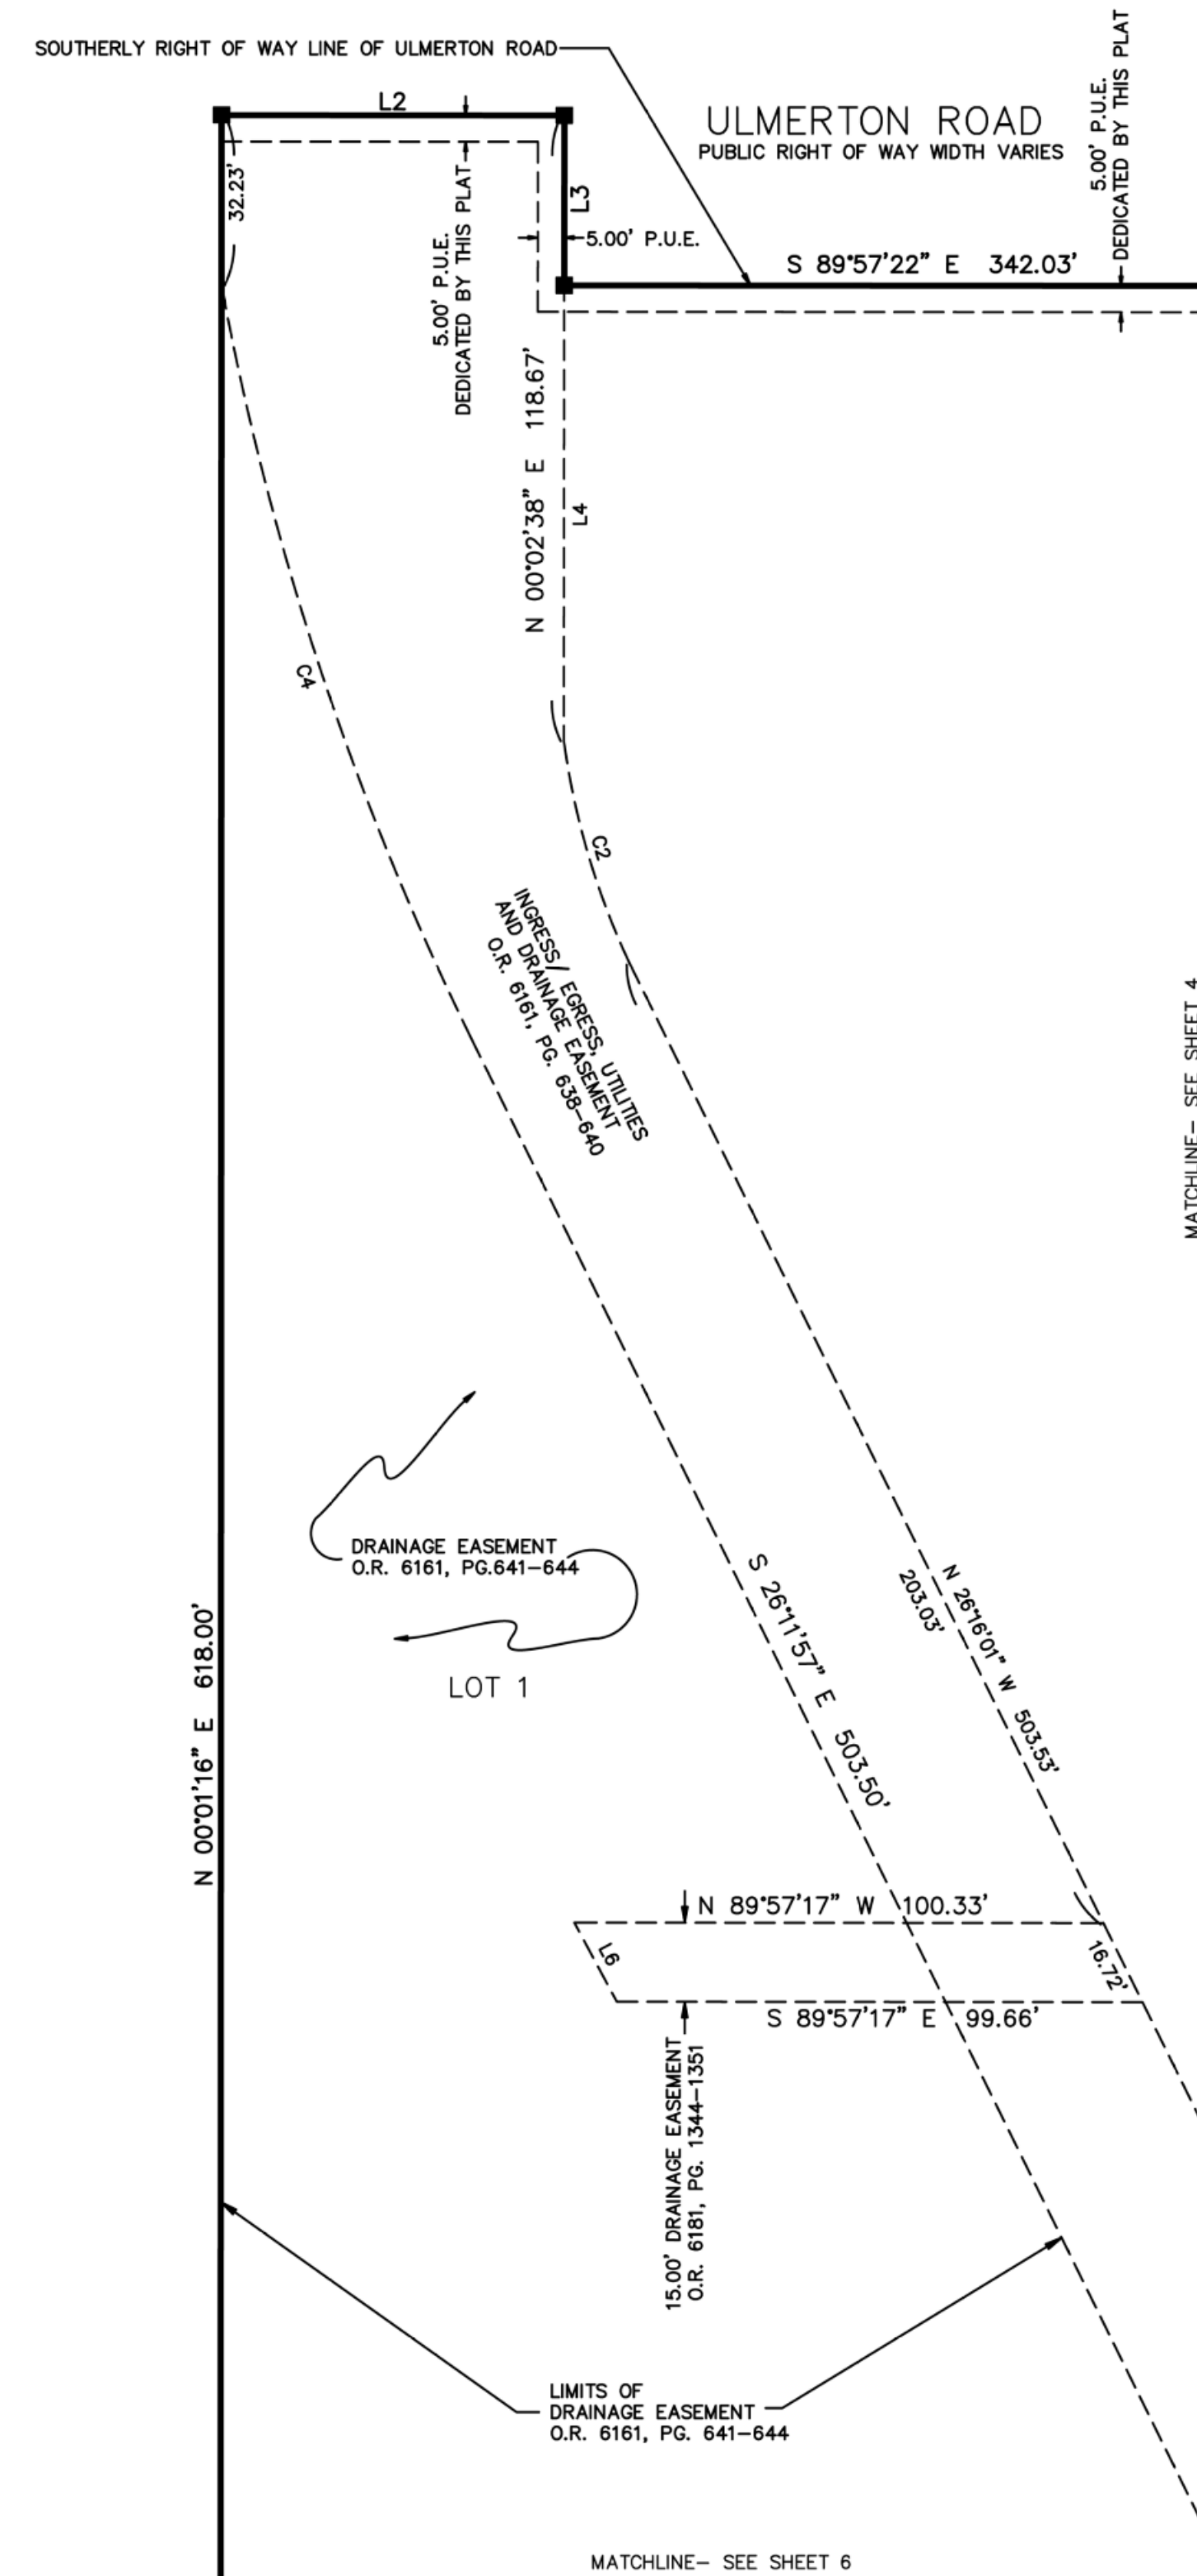 SOUTHERLY RIGHT OF WAY LINE OF ULMERTON ROAD
L2
ULMERTON ROAD
PUBLIC RIGHT OF WAY WIDTH VARIES
5.00' P.U.E.
DEDICATED BY THIS PLAT
32.23'
L3
5.00' P.U.E.
DEDICATED BY THIS PLAT
5.00' P.U.E.
S 89°57'22" E 342.03'
N 00°02'38" E 118.67'
L4
C4
C2
INGRESS/ EGRESS, UTILITIES
AND DRAINAGE EASEMENT
O.R. 6161, PG. 638-640
MATCHLINE- SEE SHEET 4
DRAINAGE EASEMENT
O.R. 6161, PG.641-644
LOT 1
N 00°01'16" E 618.00'
S 26°11'57" E 503.50'
N 26°16'01" W 503.53'
203.03'
N 89°57'17" W 100.33'
L6
16.72'
S 89°57'17" E 99.66'
15.00' DRAINAGE EASEMENT
O.R. 6181, PG. 1344-1351
LIMITS OF
DRAINAGE EASEMENT
O.R. 6161, PG. 641-644
MATCHLINE- SEE SHEET 6